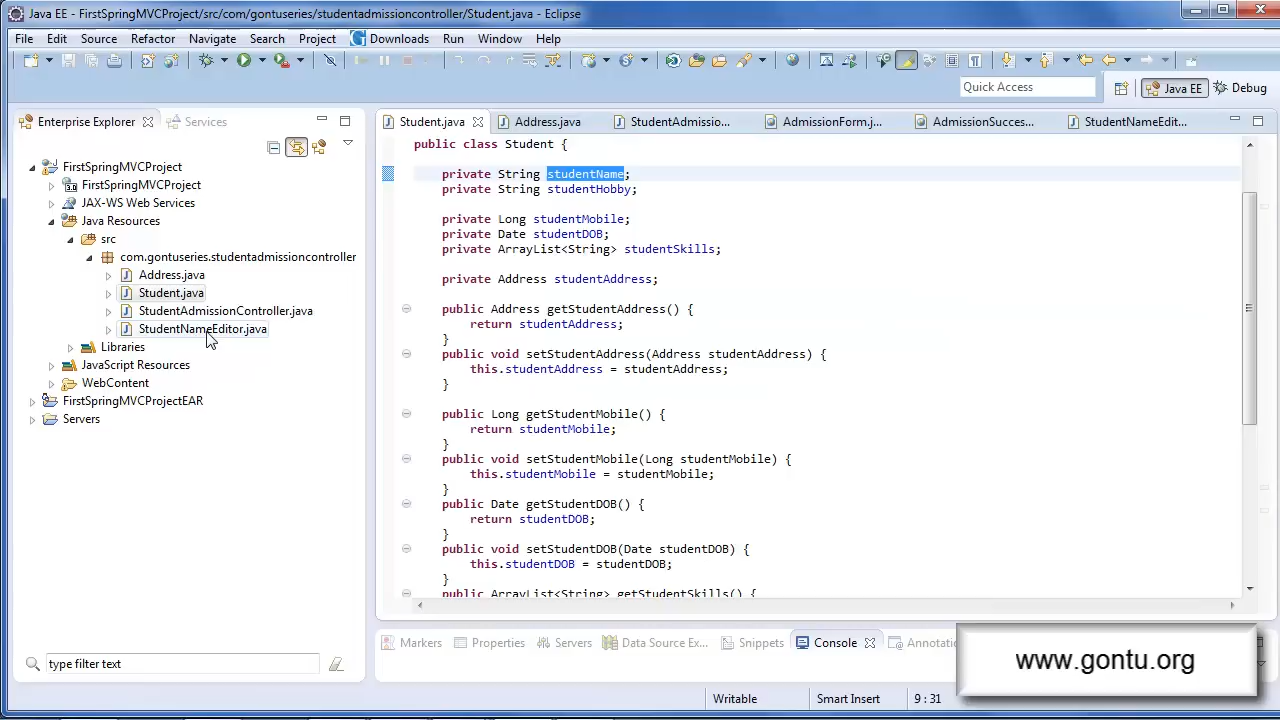 Java EE - FirstSpringMVCProject/src/com/gontuseries/studentadmissioncontroller/Student.java - Eclipse
File Edit Source Refactor Navigate Search Project Downloads Run Window Help
Quick Access Java EE Debug
Enterprise Explorer Services
FirstSpringMVCProject
FirstSpringMVCProject
JAX-WS Web Services
Java Resources
src
com.gontuseries.studentadmissioncontroller
Address.java
Student.java
StudentAdmissionController.java
StudentNameEditor.java
Libraries
JavaScript Resources
WebContent
FirstSpringMVCProjectEAR
Servers
type filter text
Student.java Address.java StudentAdmissio... AdmissionForm.j... AdmissionSucces... StudentNameEdit...
public class Student {
private String studentName;
private String studentHobby;
private Long studentMobile;
private Date studentDOB;
private ArrayList<String> studentSkills;
private Address studentAddress;
public Address getStudentAddress() {
return studentAddress;
}
public void setStudentAddress(Address studentAddress) {
this.studentAddress = studentAddress;
}
public Long getStudentMobile() {
return studentMobile;
}
public void setStudentMobile(Long studentMobile) {
this.studentMobile = studentMobile;
}
public Date getStudentDOB() {
return studentDOB;
}
public void setStudentDOB(Date studentDOB) {
this.studentDOB = studentDOB;
}
public ArrayList<String> getStudentSkills() {
Markers Properties Servers Data Source Ex... Snippets Console Annotatio
www.gontu.org
Writable Smart Insert 9 : 31